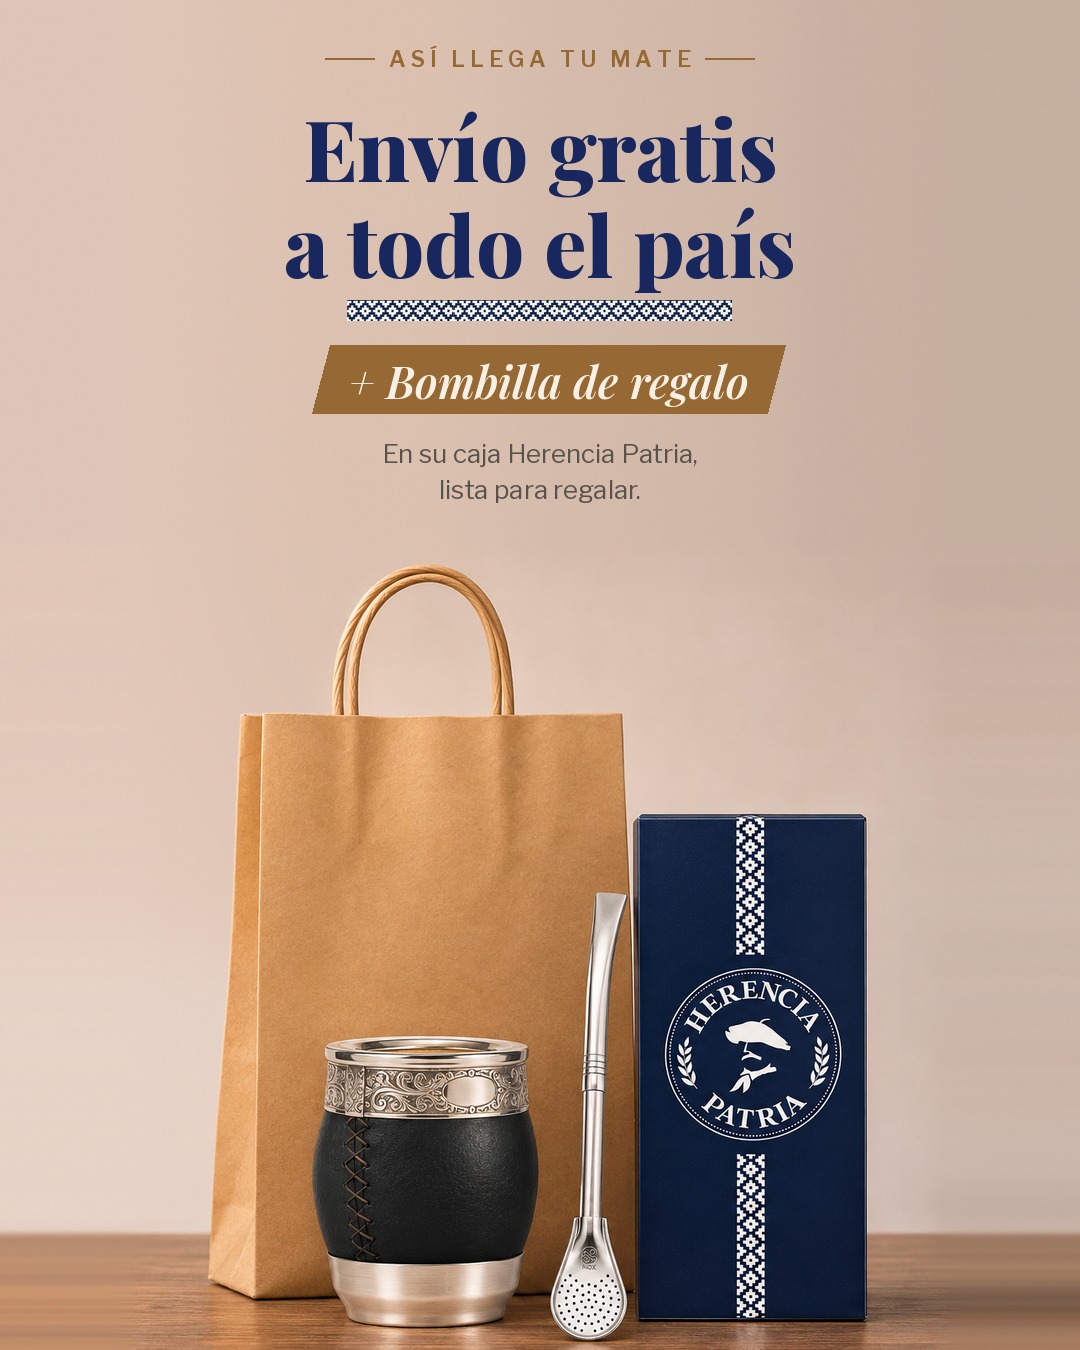 ASÍ LLEGA TU MATE
Envío gratis
a todo el país
+ Bombilla de regalo
En su caja Herencia Patria,
lista para regalar.
HERENCIA
PATRIA
INOX